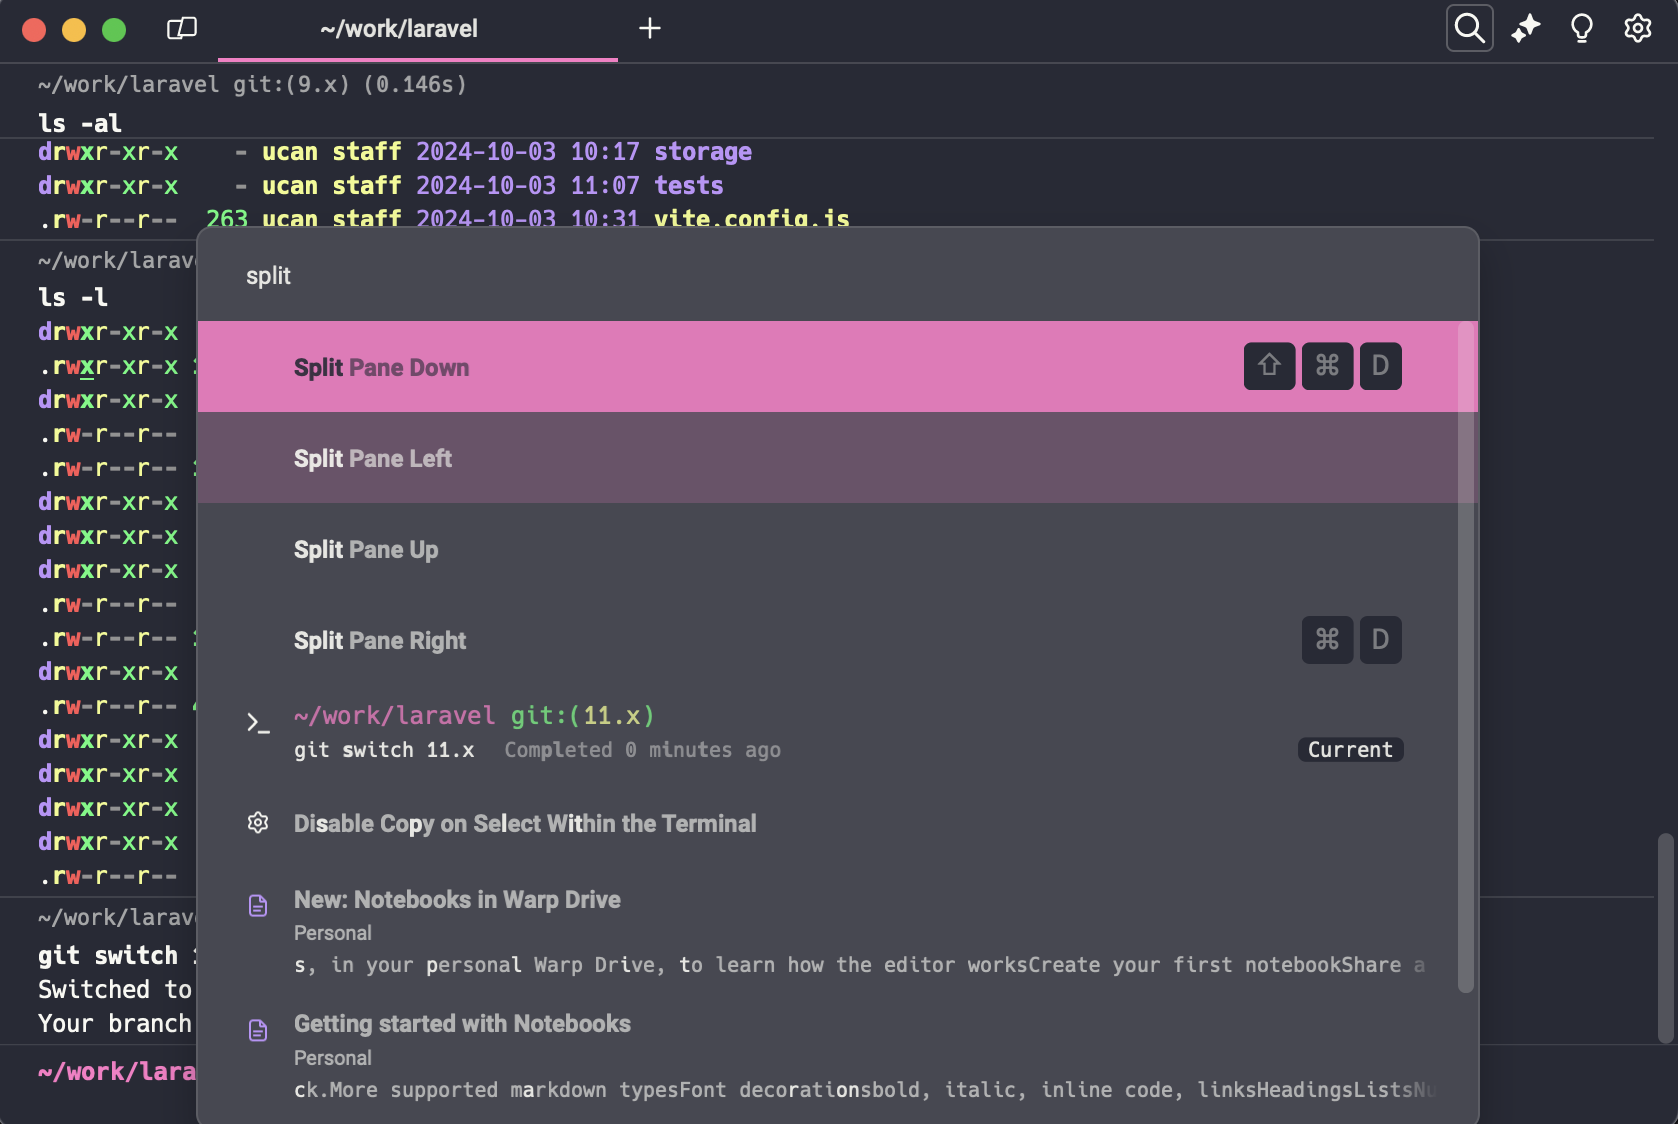 ~/work/laravel
~/work/laravel git:(9.x) (0.146s)
ls -al
drwxr-xr-x - ucan staff 2024-10-03 10:17 storage
drwxr-xr-x - ucan staff 2024-10-03 11:07 tests
.rw-r--r-- 263 ucan staff 2024-10-03 10:31 vite.config.js
~/work/larav
ls -l
drwxr-xr-x
.rwxr-xr-x
drwxr-xr-x
.rw-r--r--
.rw-r--r--
drwxr-xr-x
drwxr-xr-x
drwxr-xr-x
.rw-r--r--
.rw-r--r--
drwxr-xr-x
.rw-r--r--
drwxr-xr-x
drwxr-xr-x
drwxr-xr-x
drwxr-xr-x
.rw-r--r--
~/work/larav
git switch
Switched to
Your branch
~/work/lara
split
Split Pane Down ⇧ ⌘ D
Split Pane Left
Split Pane Up
Split Pane Right ⌘ D
~/work/laravel git:(11.x)
git switch 11.x Completed 0 minutes ago Current
Disable Copy on Select Within the Terminal
New: Notebooks in Warp Drive
Personal
s, in your personal Warp Drive, to learn how the editor worksCreate your first notebookShare a
Getting started with Notebooks
Personal
ck.More supported markdown typesFont decorationsbold, italic, inline code, linksHeadingsListsNu